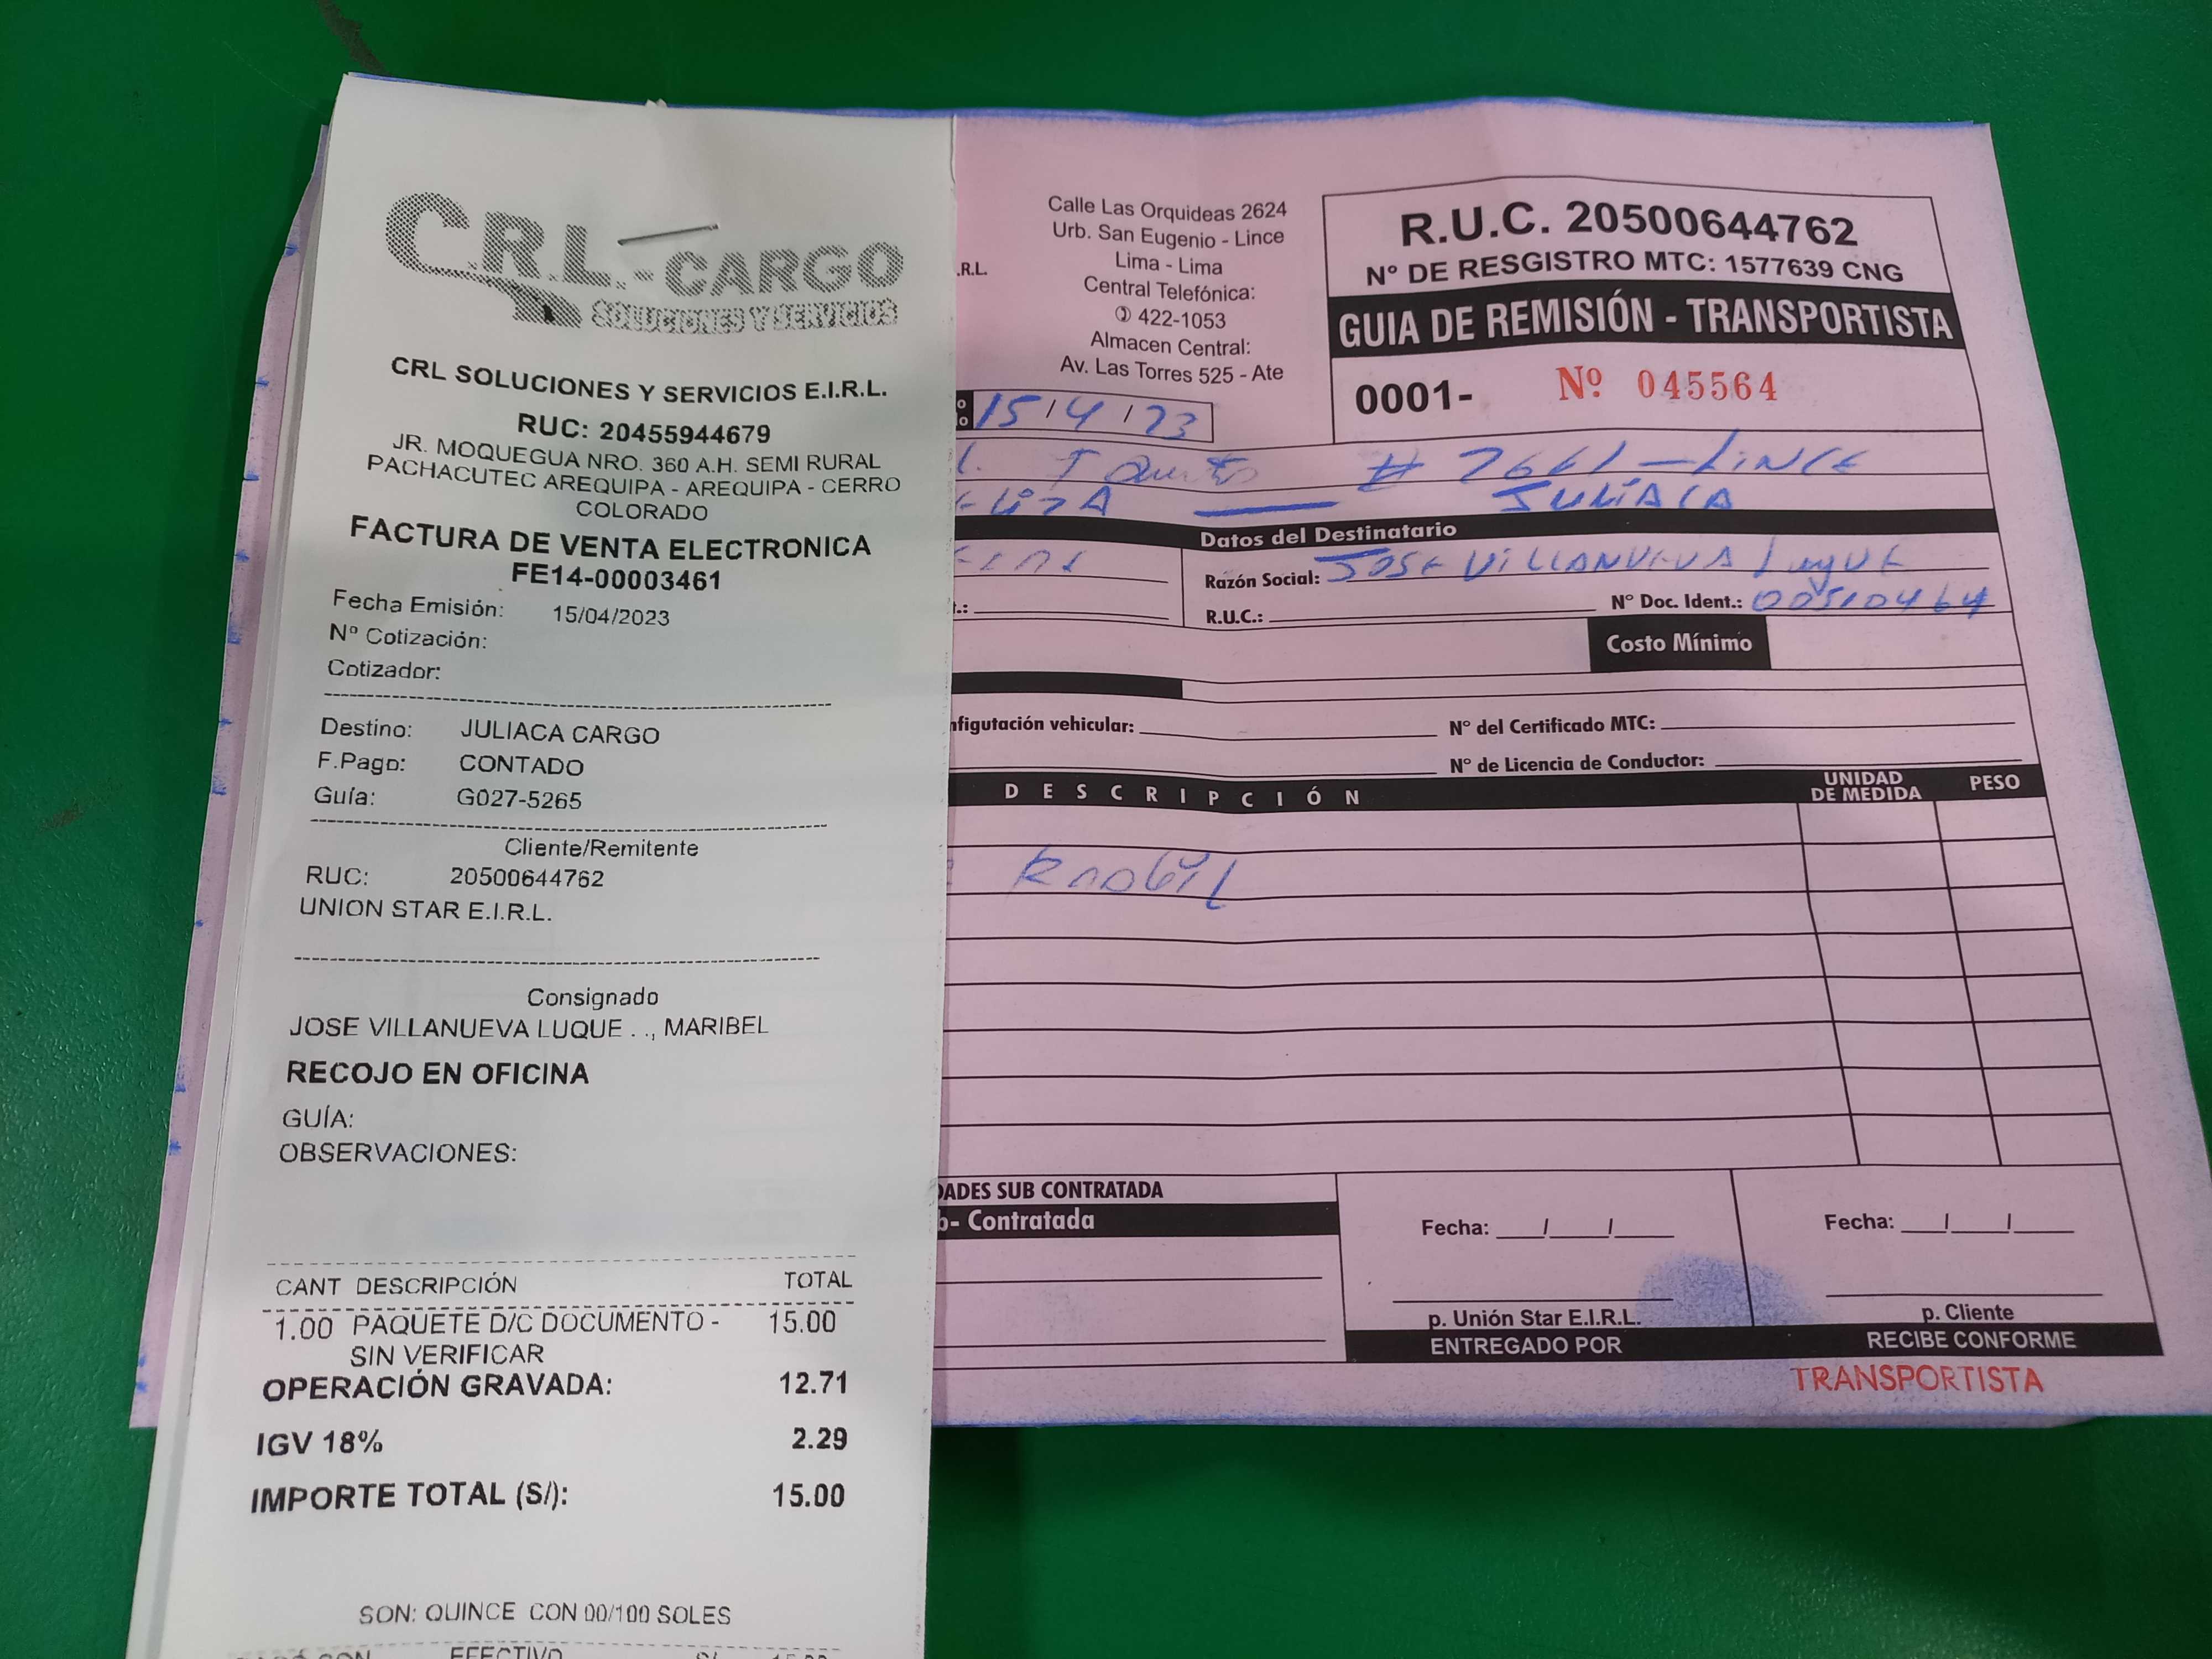 C.R.L.-CARGO
SOLUCIONES Y SERVICIOS
CRL SOLUCIONES Y SERVICIOS E.I.R.L.
RUC: 20455944679
JR. MOQUEGUA NRO. 360 A.H. SEMI RURAL
PACHACUTEC AREQUIPA - AREQUIPA - CERRO
COLORADO
FACTURA DE VENTA ELECTRONICA
FE14-00003461
Fecha Emisión: 15/04/2023
Nº Cotización:
Cotizador:
Destino: JULIACA CARGO
F.Pago: CONTADO
Guía: G027-5265
Cliente/Remitente
RUC: 20500644762
UNION STAR E.I.R.L.
Consignado
JOSE VILLANUEVA LUQUE . ., MARIBEL
RECOJO EN OFICINA
GUÍA:
OBSERVACIONES:
CANT DESCRIPCIÓN TOTAL
1.00 PAQUETE D/C DOCUMENTO - 15.00
SIN VERIFICAR
OPERACIÓN GRAVADA: 12.71
IGV 18% 2.29
IMPORTE TOTAL (S/): 15.00
SON: QUINCE CON 00/100 SOLES
EFECTIVO
.R.L.
Calle Las Orquideas 2624
Urb. San Eugenio - Lince
Lima - Lima
Central Telefónica:
422-1053
Almacen Central:
Av. Las Torres 525 - Ate
R.U.C. 20500644762
Nº DE RESGISTRO MTC: 1577639 CNG
GUIA DE REMISIÓN - TRANSPORTISTA
0001- Nº 045564
15/4/23
LINCE
JULIACA
Datos del Destinatario
Razón Social: JOSE VILLANUEVA LUQUE
R.U.C.: Nº Doc. Ident.: 00510464
Costo Mínimo
nfigutación vehicular: Nº del Certificado MTC:
Nº de Licencia de Conductor:
DESCRIPCIÓN UNIDAD DE MEDIDA PESO
DADES SUB CONTRATADA
b- Contratada
Fecha: / / Fecha: / /
p. Unión Star E.I.R.L. p. Cliente
ENTREGADO POR RECIBE CONFORME
TRANSPORTISTA